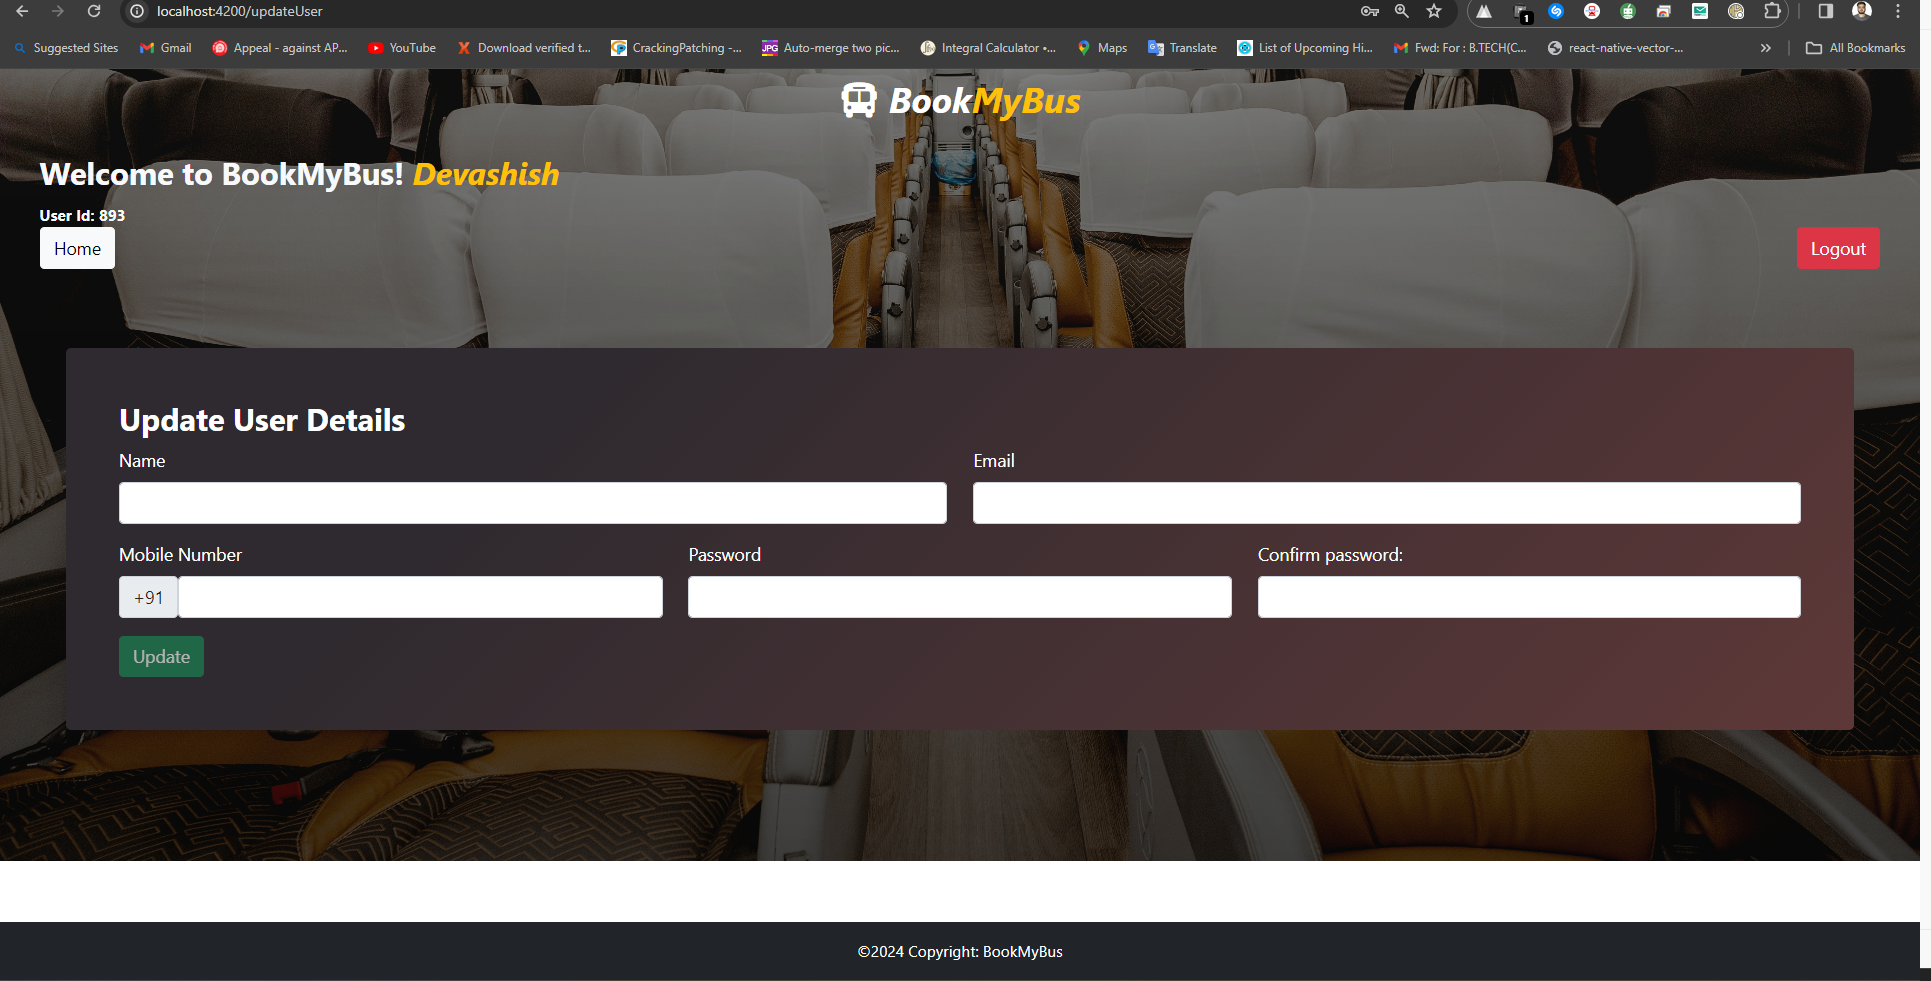 localhost:4200/updateUser
1
Suggested Sites
Gmail
Appeal - against AP...
YouTube
Download verified t...
CrackingPatching -...
JPG
Auto-merge two pic...
Integral Calculator •...
Maps
Translate
List of Upcoming Hi...
Fwd: For : B.TECH(C...
react-native-vector-...
»
All Bookmarks
BookMyBus
Welcome to BookMyBus! Devashish
User Id: 893
Home
Logout
Update User Details
Name
Email
Mobile Number
Password
Confirm password:
+91
Update
©2024 Copyright: BookMyBus